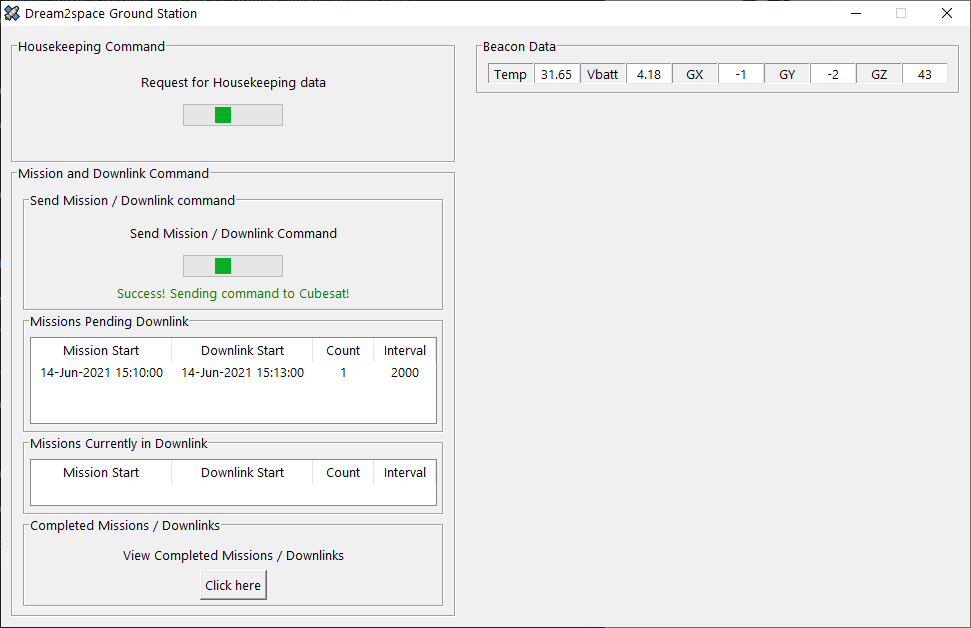 Dream2space Ground Station
Housekeeping Command
Request for Housekeeping data
Mission and Downlink Command
Send Mission / Downlink command
Send Mission / Downlink Command
Success! Sending command to Cubesat!
Missions Pending Downlink
Mission Start Downlink Start Count Interval
14-Jun-2021 15:10:00 14-Jun-2021 15:13:00 1 2000
Missions Currently in Downlink
Mission Start Downlink Start Count Interval
Completed Missions / Downlinks
View Completed Missions / Downlinks
Click here
Beacon Data
Temp 31.65 Vbatt 4.18 GX -1 GY -2 GZ 43